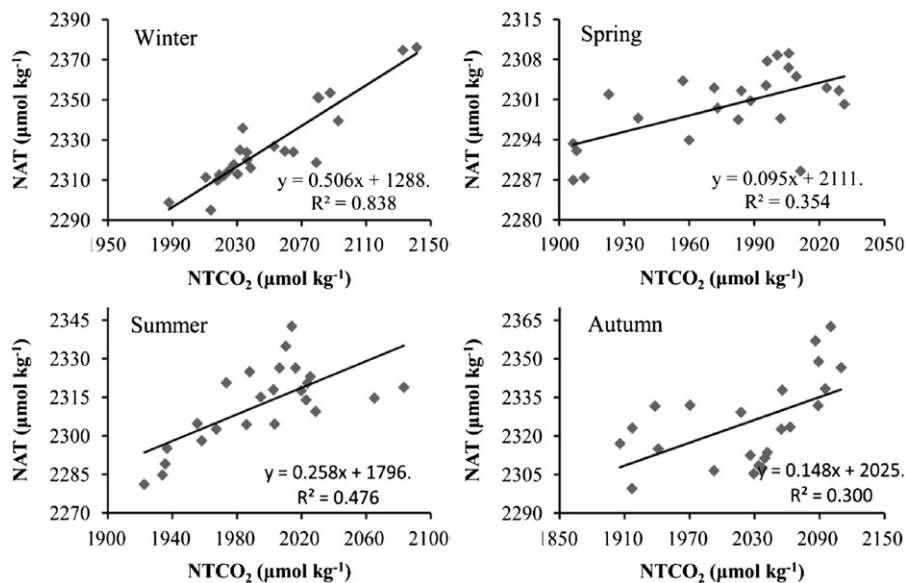 Winter
NAT (µmol kg⁻¹)
2390
2370
2350
2330
2310
2290
y = 0.506x + 1288.
R² = 0.838
1950 1990 2030 2070 2110 2150
NTCO₂ (µmol kg⁻¹)
Spring
NAT (µmol kg⁻¹)
2315
2308
2301
2294
2287
2280
y = 0.095x + 2111.
R² = 0.354
1900 1930 1960 1990 2020 2050
NTCO₂ (µmol kg⁻¹)
Summer
NAT (µmol kg⁻¹)
2345
2330
2315
2300
2285
2270
y = 0.258x + 1796.
R² = 0.476
1900 1940 1980 2020 2060 2100
NTCO₂ (µmol kg⁻¹)
Autumn
NAT (µmol kg⁻¹)
2365
2350
2335
2320
2305
2290
y = 0.148x + 2025.
R² = 0.300
1850 1910 1970 2030 2100 2150
NTCO₂ (µmol kg⁻¹)